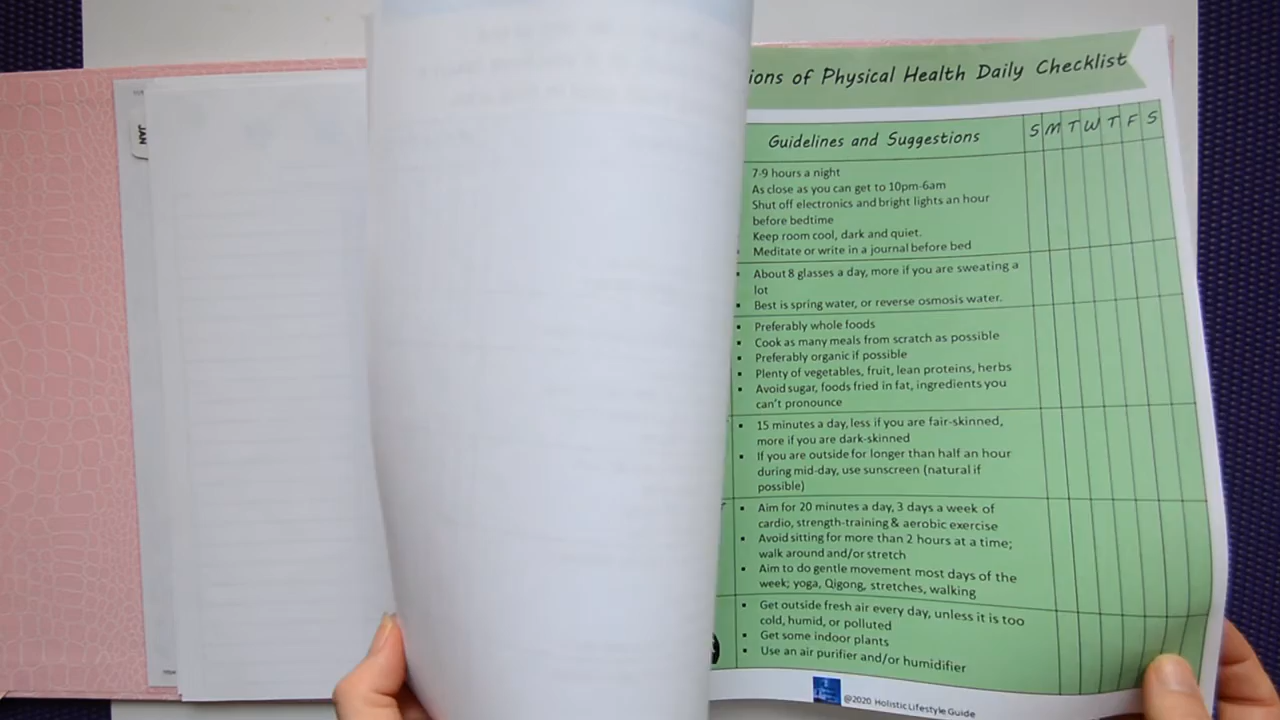 JAN
ions of Physical Health Daily Checklist
Guidelines and Suggestions
S M T W T F S
7-9 hours a night
As close as you can get to 10pm-6am
Shut off electronics and bright lights an hour
before bedtime
Keep room cool, dark and quiet.
▪ Meditate or write in a journal before bed
▪ About 8 glasses a day, more if you are sweating a
lot
▪ Best is spring water, or reverse osmosis water.
▪ Preferably whole foods
▪ Cook as many meals from scratch as possible
▪ Preferably organic if possible
▪ Plenty of vegetables, fruit, lean proteins, herbs
▪ Avoid sugar, foods fried in fat, ingredients you
can't pronounce
▪ 15 minutes a day, less if you are fair-skinned,
more if you are dark-skinned
▪ If you are outside for longer than half an hour
during mid-day, use sunscreen (natural if
possible)
▪ Aim for 20 minutes a day, 3 days a week of
cardio, strength-training & aerobic exercise
▪ Avoid sitting for more than 2 hours at a time;
walk around and/or stretch
▪ Aim to do gentle movement most days of the
week; yoga, Qigong, stretches, walking
▪ Get outside fresh air every day, unless it is too
cold, humid, or polluted
▪ Get some indoor plants
▪ Use an air purifier and/or humidifier
@2020 Holistic Lifestyle Guide